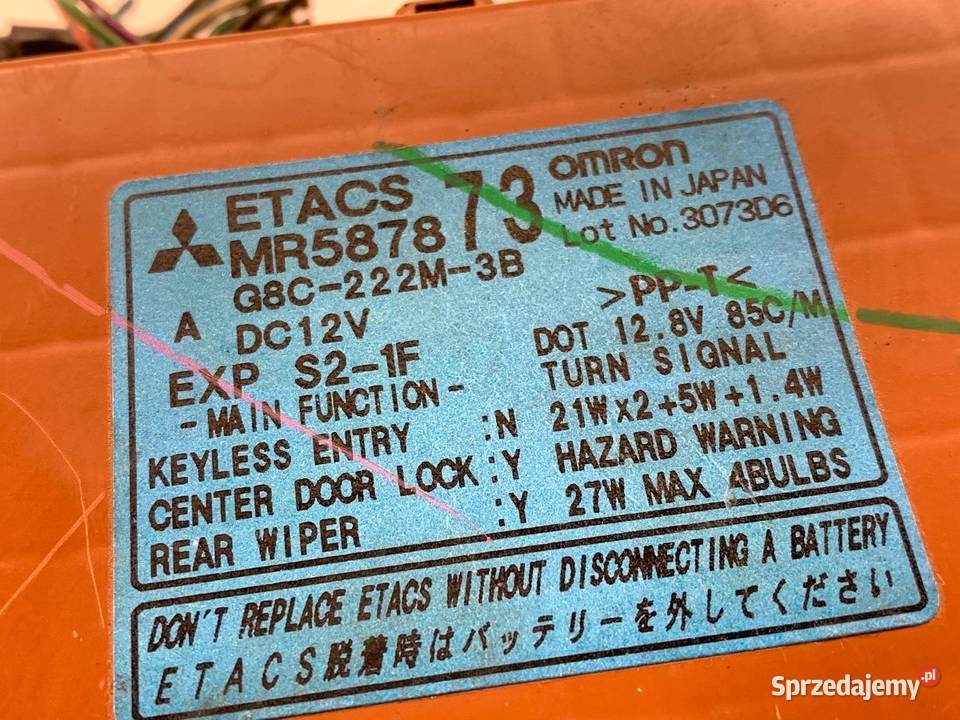 ETACS
MR587873
OMRON
MADE IN JAPAN
Lot No.3073D6
G8C-222M-3B
A DC12V
EXP S2-1F
>PP-T<
DOT 12.8V 85C/M
TURN SIGNAL
21W×2+5W+1.4W
HAZARD WARNING
27W MAX 4BULBS
-MAIN FUNCTION-
KEYLESS ENTRY :N
CENTER DOOR LOCK :Y
REAR WIPER :Y
DON'T REPLACE ETACS WITHOUT DISCONNECTING A BATTERY
ETACS脱着時はバッテリーを外してください
Sprzedajemy.pl